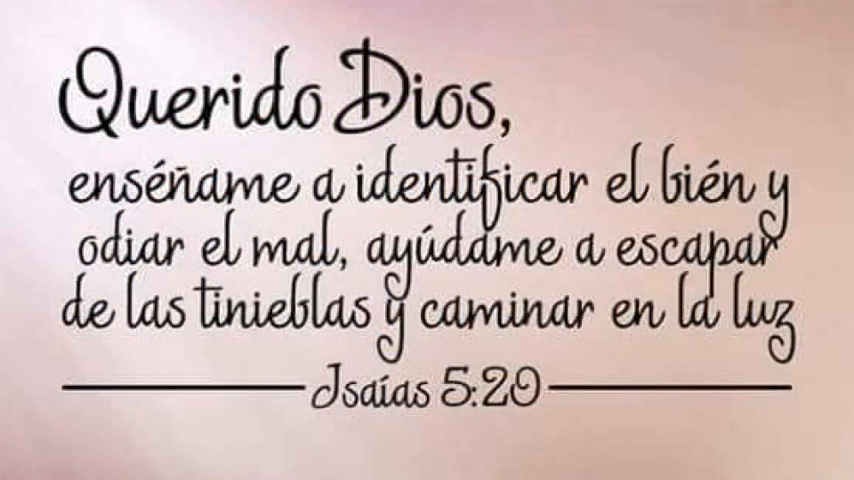 Querido Dios,
enséñame a identificar el bién y
odiar el mal, ayúdame a escapar
de las tinieblas y caminar en la luz
Isaías 5:20